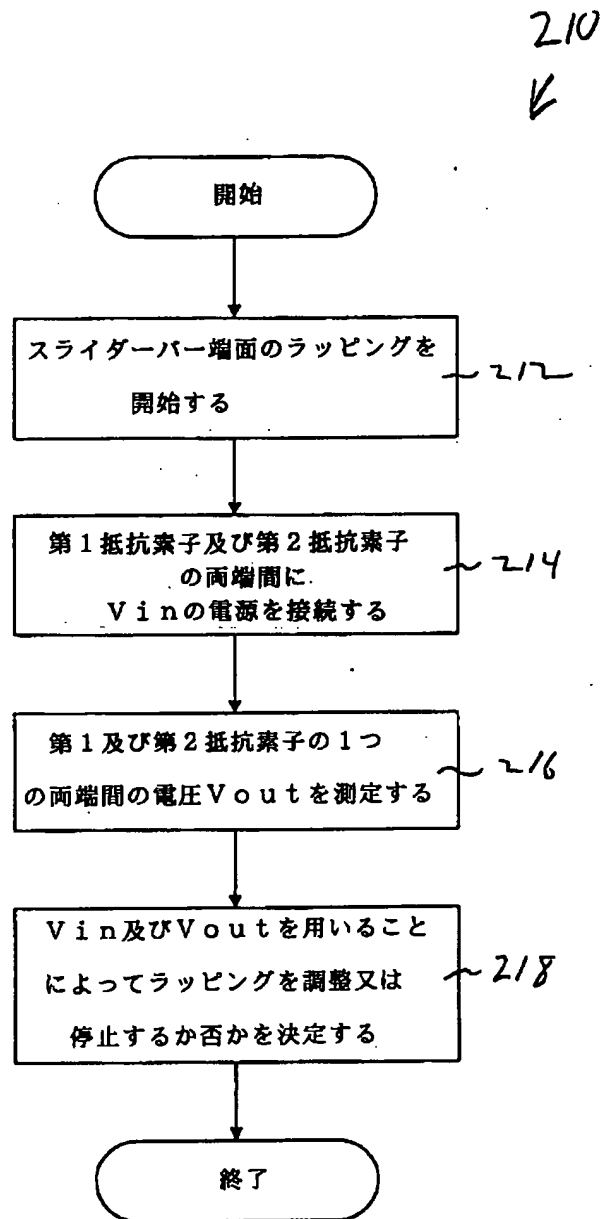 210
開始
スライダーバー端面のラッピングを
開始する
212
第1抵抗素子及び第2抵抗素子
の両端間に
Vinの電源を接続する
214
第1及び第2抵抗素子の1つ
の両端間の電圧Voutを測定する
216
Vin及びVoutを用いること
によってラッピングを調整又は
停止するか否かを決定する
218
終了